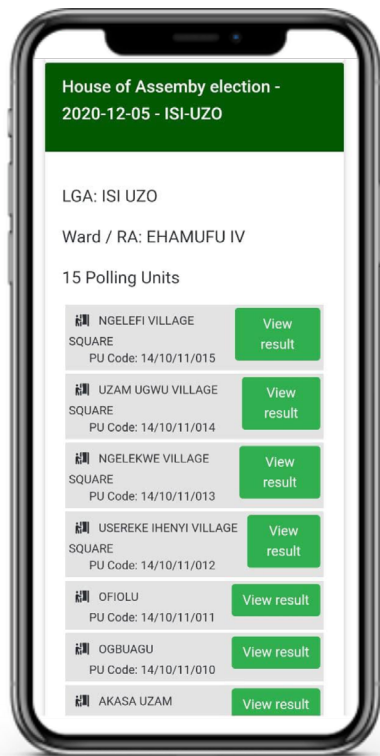 House of Assemby election -
2020-12-05 - ISI-UZO
LGA: ISI UZO
Ward / RA: EHAMUFU IV
15 Polling Units
NGELEFI VILLAGE
SQUARE
PU Code: 14/10/11/015
View
result
UZAM UGWU VILLAGE
SQUARE
PU Code: 14/10/11/014
View
result
NGELEKWE VILLAGE
SQUARE
PU Code: 14/10/11/013
View
result
USEREKE IHENYI VILLAGE
SQUARE
PU Code: 14/10/11/012
View
result
OFIOLU
PU Code: 14/10/11/011
View result
OGBUAGU
PU Code: 14/10/11/010
View result
AKASA UZAM
View result